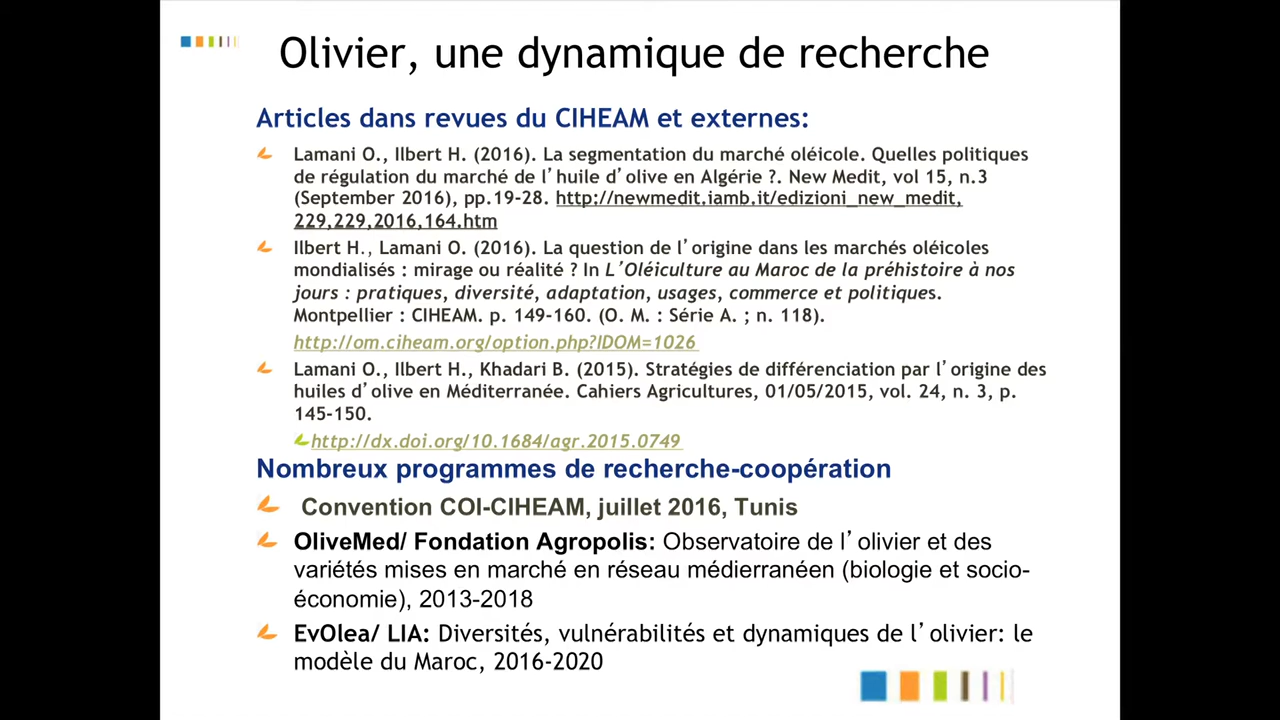 Olivier, une dynamique de recherche
Articles dans revues du CIHEAM et externes:
Lamani O., Ilbert H. (2016). La segmentation du marché oléicole. Quelles politiques
de régulation du marché de l’huile d’olive en Algérie ?. New Medit, vol 15, n.3
(September 2016), pp.19-28. http://newmedit.iamb.it/edizioni_new_medit,
229,229,2016,164.htm
Ilbert H., Lamani O. (2016). La question de l’origine dans les marchés oléicoles
mondialisés : mirage ou réalité ? In L’Oléiculture au Maroc de la préhistoire à nos
jours : pratiques, diversité, adaptation, usages, commerce et politiques.
Montpellier : CIHEAM. p. 149-160. (O. M. : Série A. ; n. 118).
http://om.ciheam.org/option.php?IDOM=1026
Lamani O., Ilbert H., Khadari B. (2015). Stratégies de différenciation par l’origine des
huiles d’olive en Méditerranée. Cahiers Agricultures, 01/05/2015, vol. 24, n. 3, p.
145-150.
http://dx.doi.org/10.1684/agr.2015.0749
Nombreux programmes de recherche-coopération
Convention COI-CIHEAM, juillet 2016, Tunis
OliveMed/ Fondation Agropolis: Observatoire de l’olivier et des
variétés mises en marché en réseau médierranéen (biologie et socio-
économie), 2013-2018
EvOlea/ LIA: Diversités, vulnérabilités et dynamiques de l’olivier: le
modèle du Maroc, 2016-2020